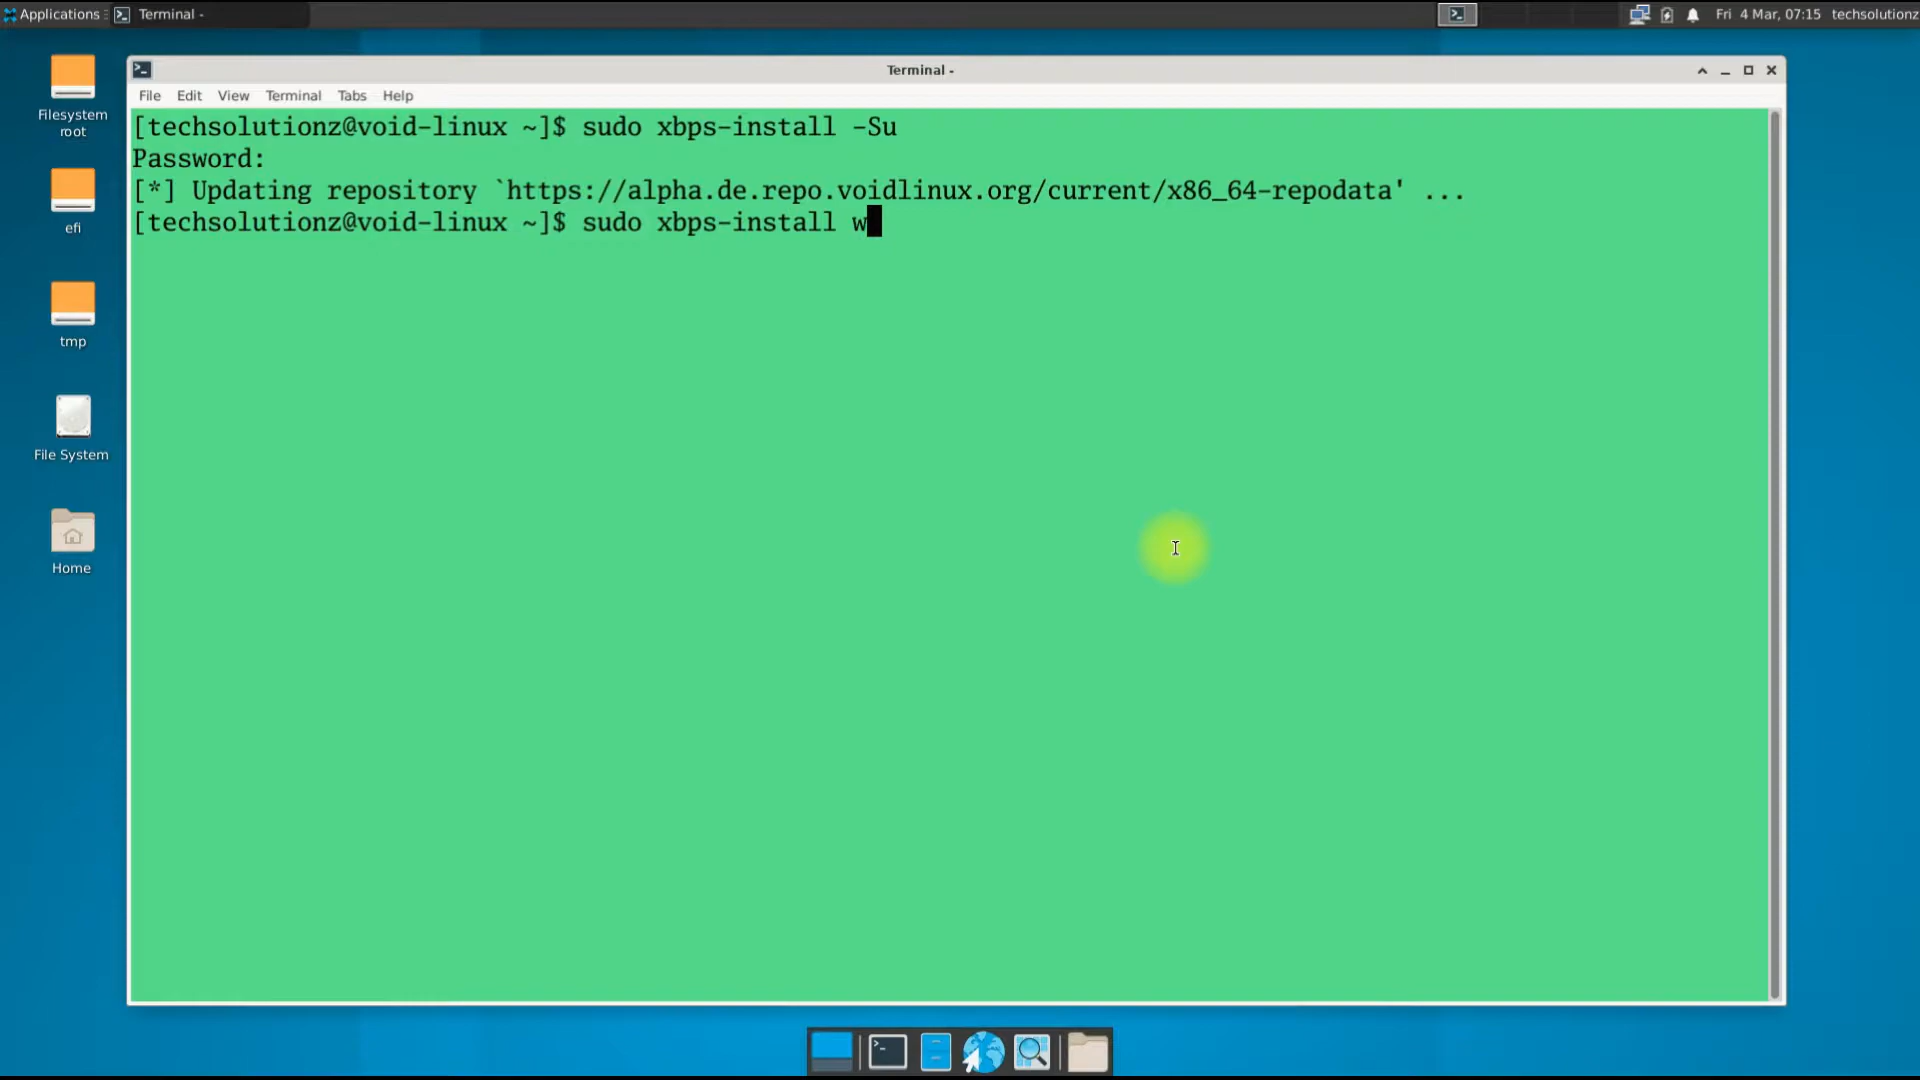 Applications Terminal - Fri 4 Mar, 07:15 techsolutionz
Terminal -
File Edit View Terminal Tabs Help
[techsolutionz@void-linux ~]$ sudo xbps-install -Su
Password:
[*] Updating repository `https://alpha.de.repo.voidlinux.org/current/x86_64-repodata' ...
[techsolutionz@void-linux ~]$ sudo xbps-install w
Filesystem
root
efi
tmp
File System
Home